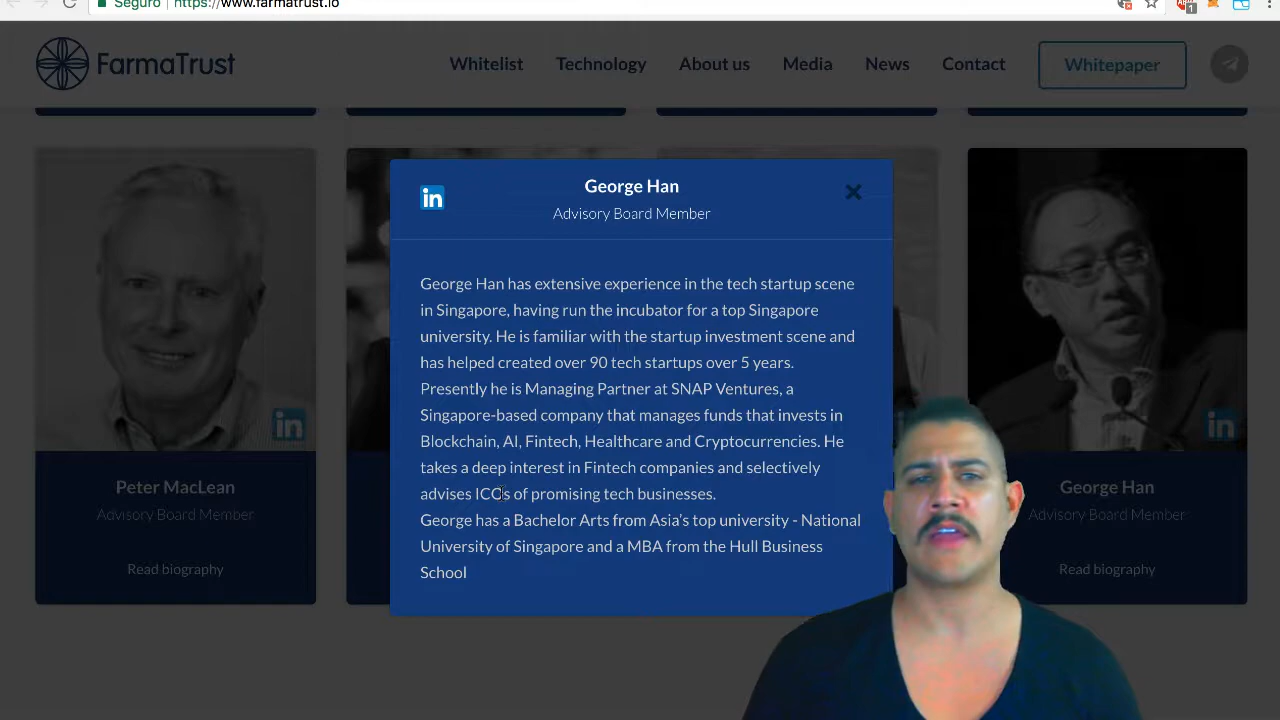 Seguro https://www.farmatrust.io
FarmaTrust
Whitelist Technology About us Media News Contact Whitepaper
in George Han
Advisory Board Member
George Han has extensive experience in the tech startup scene
in Singapore, having run the incubator for a top Singapore
university. He is familiar with the startup investment scene and
has helped created over 90 tech startups over 5 years.
Presently he is Managing Partner at SNAP Ventures, a
Singapore-based company that manages funds that invests in
Blockchain, AI, Fintech, Healthcare and Cryptocurrencies. He
takes a deep interest in Fintech companies and selectively
advises ICOs of promising tech businesses.
George has a Bachelor Arts from Asia's top university - National
University of Singapore and a MBA from the Hull Business
School
in
Peter MacLean
Advisory Board Member
Read biography
in
George Han
Advisory Board Member
Read biography